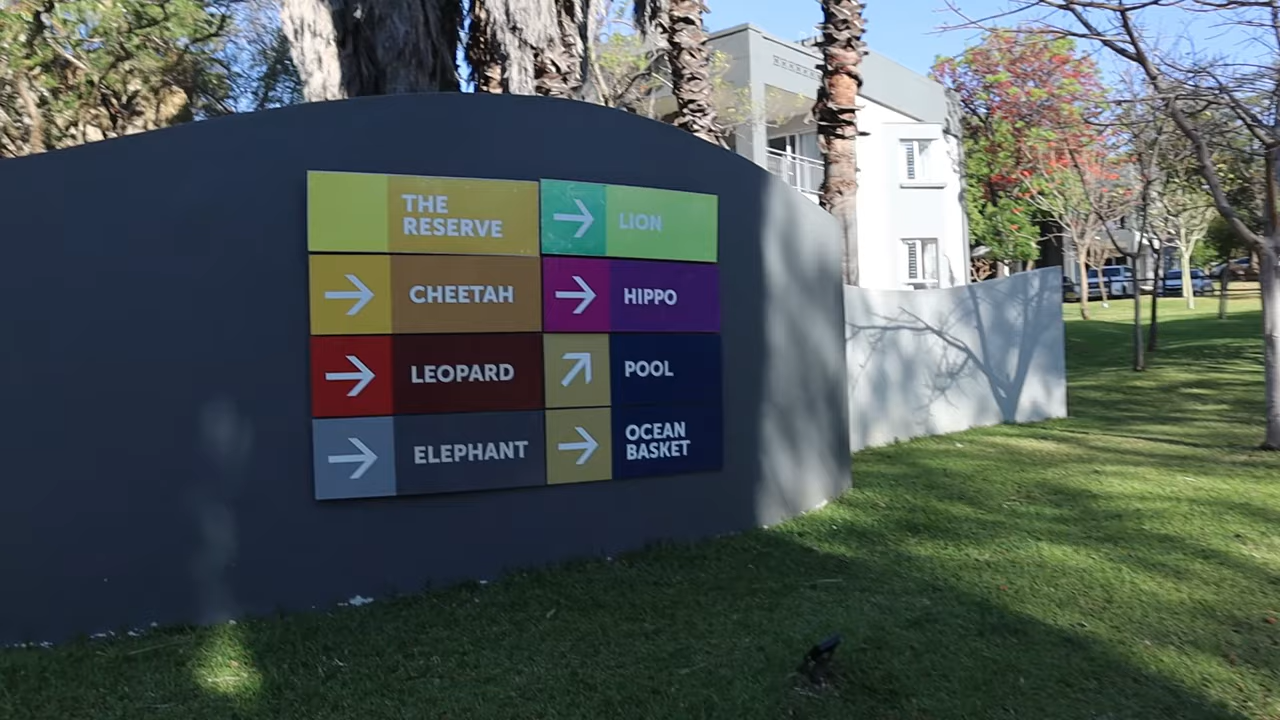 THE
RESERVE
CHEETAH
LEOPARD
ELEPHANT
LION
HIPPO
POOL
OCEAN
BASKET